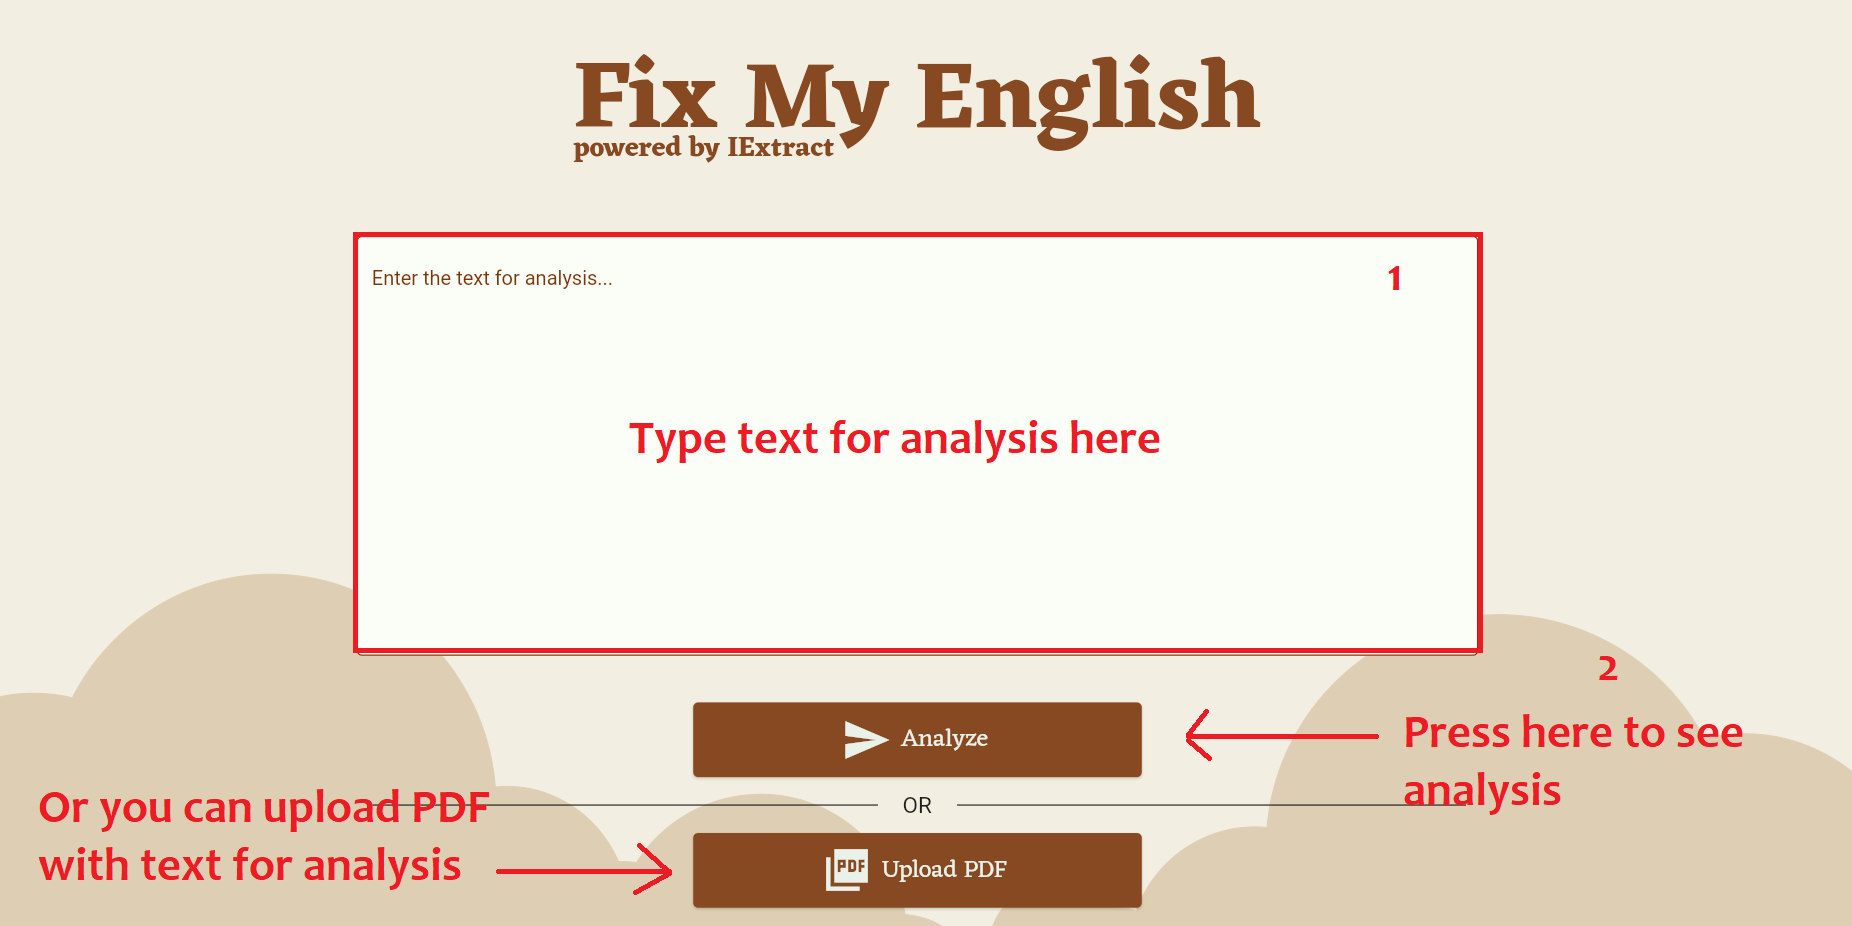 Fix My English
powered by IExtract
Enter the text for analysis...
1
Type text for analysis here
2
Analyze
Press here to see
analysis
OR
Or you can upload PDF
with text for analysis
PDF
Upload PDF